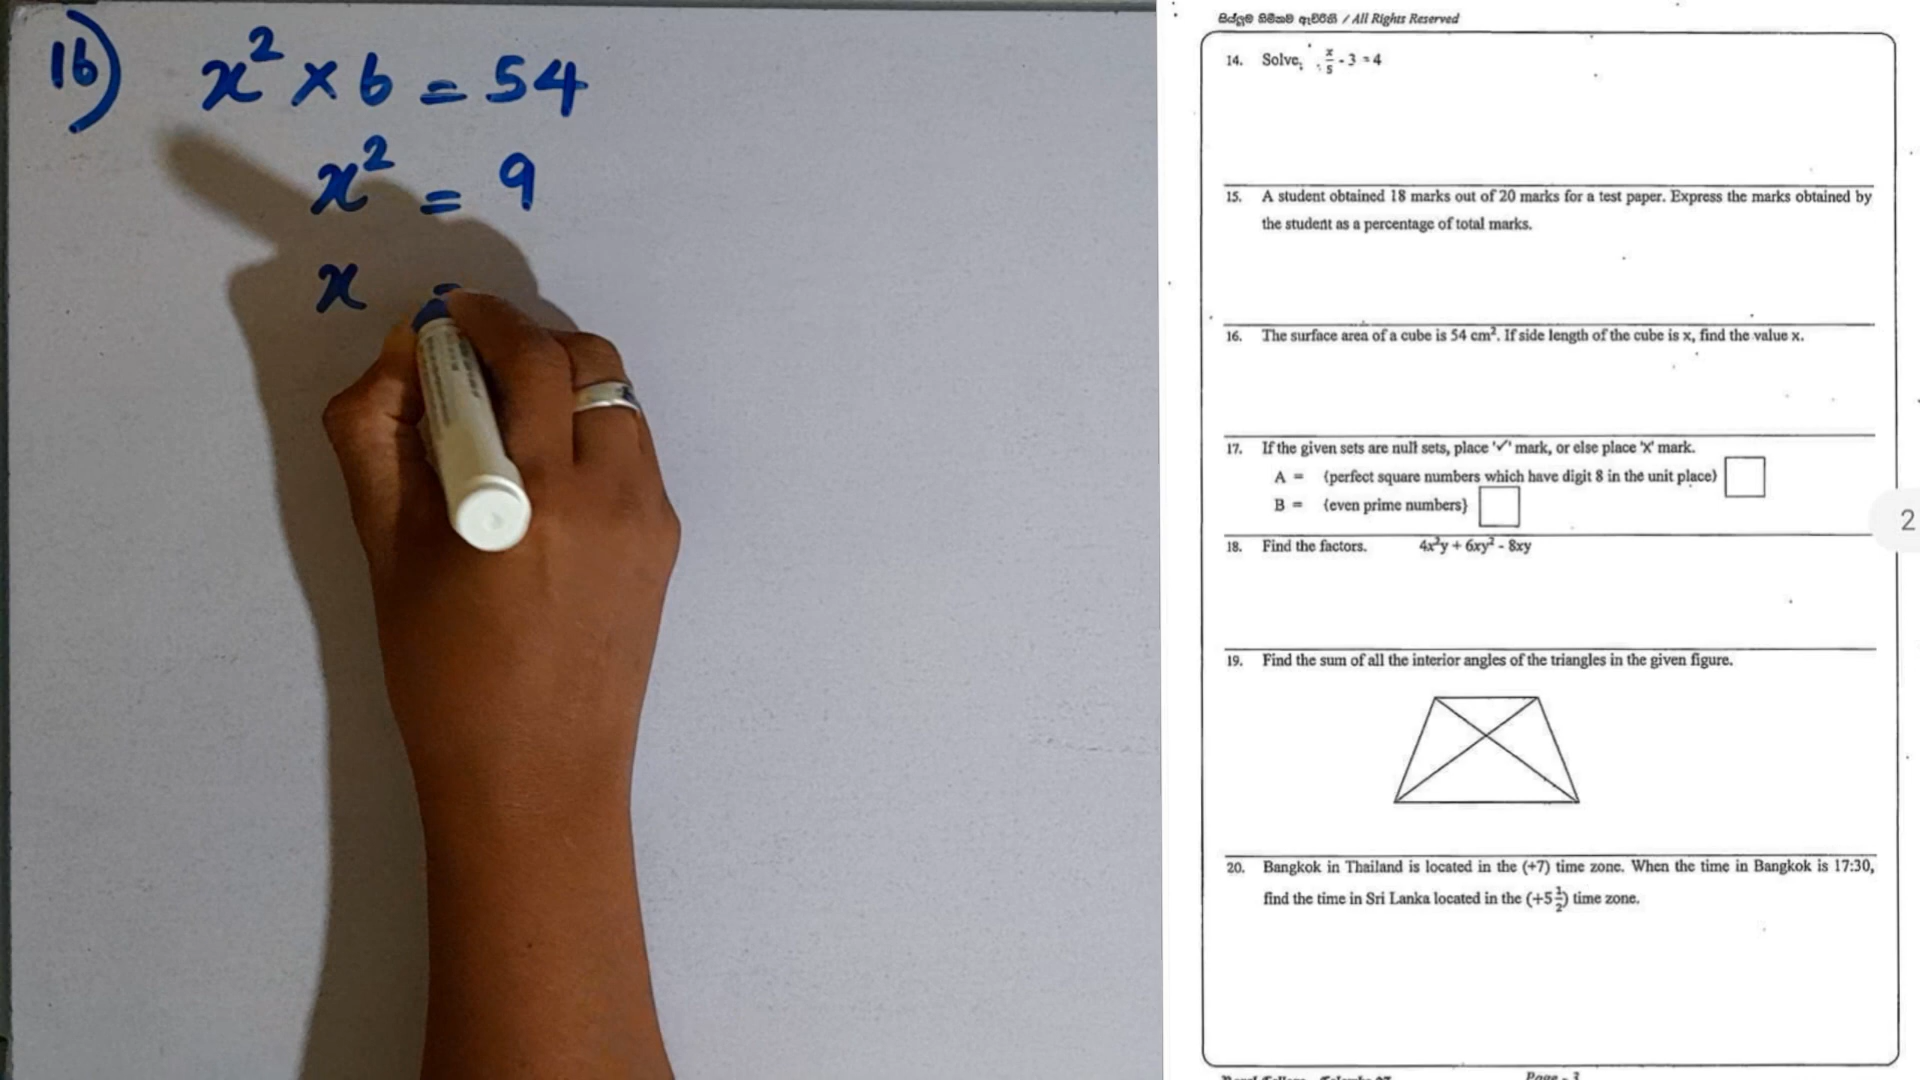 16)
x² × 6 = 54
x² = 9
x =
/ All Rights Reserved
14. Solve, x/5 - 3 = 4
15. A student obtained 18 marks out of 20 marks for a test paper. Express the marks obtained by
the student as a percentage of total marks.
16. The surface area of a cube is 54 cm². If side length of the cube is x, find the value x.
17. If the given sets are null sets, place '✓' mark, or else place 'X' mark.
A = {perfect square numbers which have digit 8 in the unit place}
B = {even prime numbers}
18. Find the factors. 4x²y + 6xy² - 8xy
19. Find the sum of all the interior angles of the triangles in the given figure.
20. Bangkok in Thailand is located in the (+7) time zone. When the time in Bangkok is 17:30,
find the time in Sri Lanka located in the (+5 1/2) time zone.
2
Page - 3